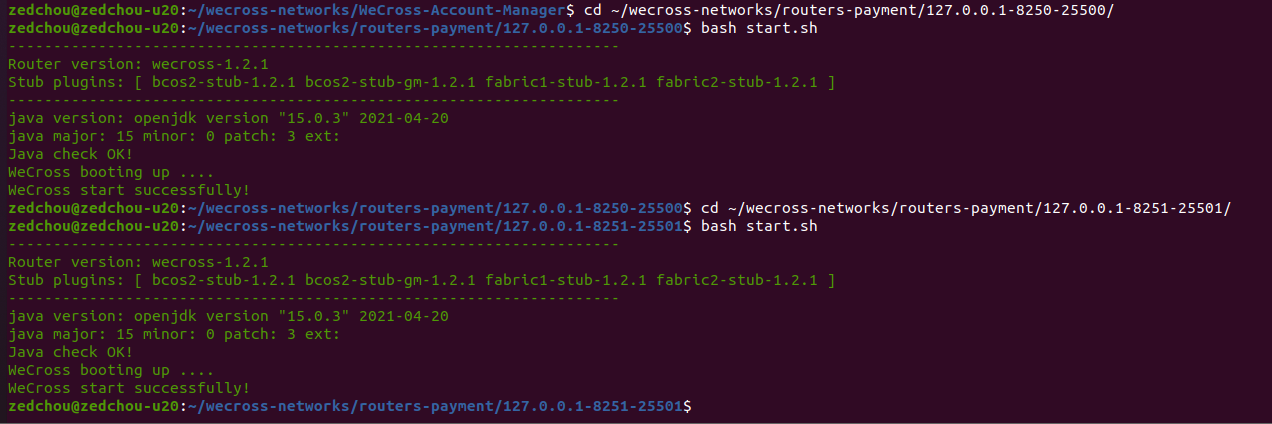 zedchou@zedchou-u20:~/wecross-networks/WeCross-Account-Manager$ cd ~/wecross-networks/routers-payment/127.0.0.1-8250-25500/
zedchou@zedchou-u20:~/wecross-networks/routers-payment/127.0.0.1-8250-25500$ bash start.sh
--------------------------------------------------------------------
Router version: wecross-1.2.1
Stub plugins: [ bcos2-stub-1.2.1 bcos2-stub-gm-1.2.1 fabric1-stub-1.2.1 fabric2-stub-1.2.1 ]
--------------------------------------------------------------------
java version: openjdk version "15.0.3" 2021-04-20
java major: 15 minor: 0 patch: 3 ext:
Java check OK!
WeCross booting up ....
WeCross start successfully!
zedchou@zedchou-u20:~/wecross-networks/routers-payment/127.0.0.1-8250-25500$ cd ~/wecross-networks/routers-payment/127.0.0.1-8251-25501/
zedchou@zedchou-u20:~/wecross-networks/routers-payment/127.0.0.1-8251-25501$ bash start.sh
--------------------------------------------------------------------
Router version: wecross-1.2.1
Stub plugins: [ bcos2-stub-1.2.1 bcos2-stub-gm-1.2.1 fabric1-stub-1.2.1 fabric2-stub-1.2.1 ]
--------------------------------------------------------------------
java version: openjdk version "15.0.3" 2021-04-20
java major: 15 minor: 0 patch: 3 ext:
Java check OK!
WeCross booting up ....
WeCross start successfully!
zedchou@zedchou-u20:~/wecross-networks/routers-payment/127.0.0.1-8251-25501$